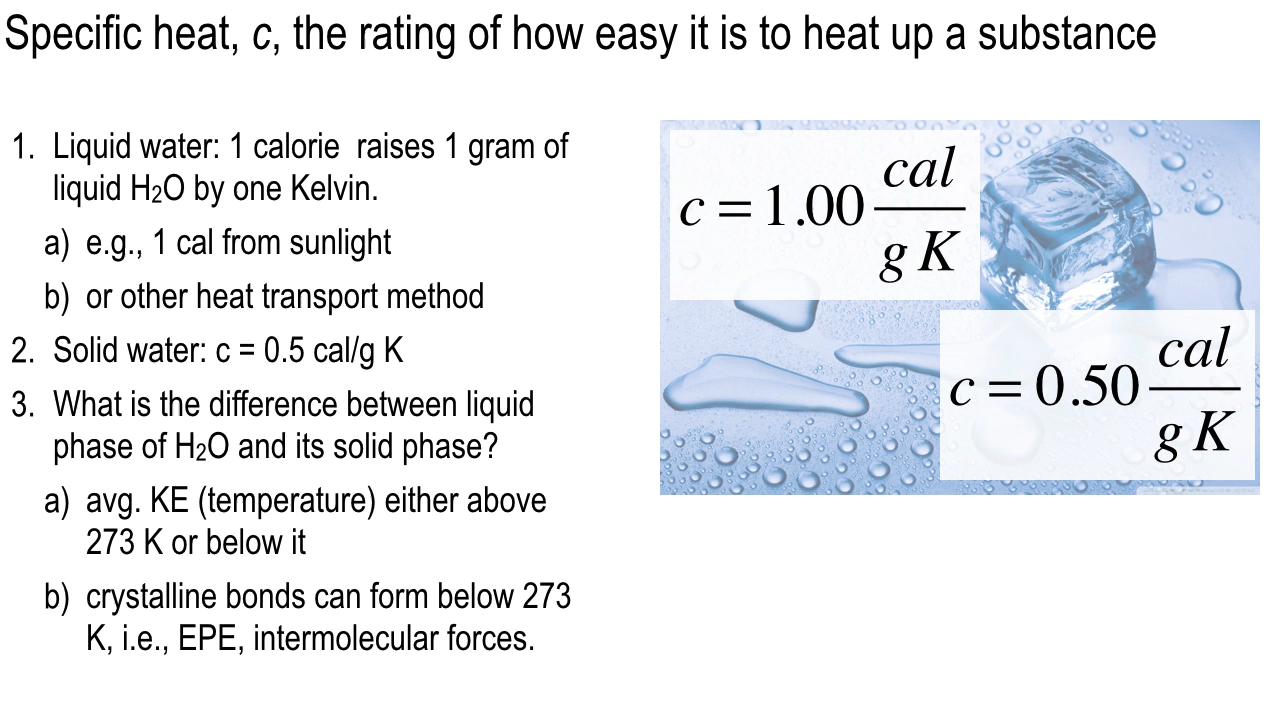 Specific heat, c, the rating of how easy it is to heat up a substance
1. Liquid water: 1 calorie  raises 1 gram of
liquid H₂O by one Kelvin.
a) e.g., 1 cal from sunlight
b) or other heat transport method
2. Solid water: c = 0.5 cal/g K
3. What is the difference between liquid
phase of H₂O and its solid phase?
a) avg. KE (temperature) either above
273 K or below it
b) crystalline bonds can form below 273
K, i.e., EPE, intermolecular forces.
c = 1.00 cal / g K
c = 0.50 cal / g K